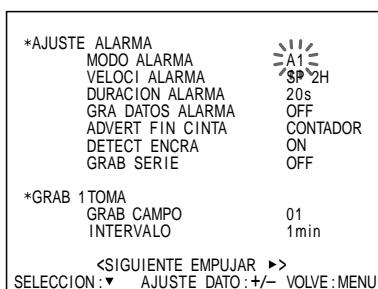 *AJUSTE ALARMA
MODO ALARMA A1
VELOCI ALARMA SP 2H
DURACION ALARMA 20s
GRA DATOS ALARMA OFF
ADVERT FIN CINTA CONTADOR
DETECT ENCRA ON
GRAB SERIE OFF
*GRAB 1TOMA
GRAB CAMPO 01
INTERVALO 1min
<SIGUIENTE EMPUJAR ►>
SELECCION:▼ AJUSTE DATO:+/– VOLVE:MENU